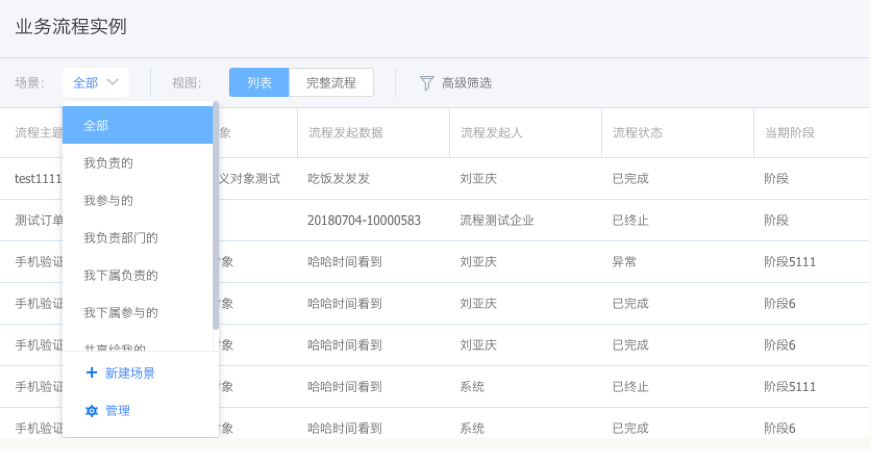 业务流程实例
场景: 全部 视图: 列表 完整流程 高级筛选
流程主题 象 流程发起数据 流程发起人 流程状态 当期阶段
全部
我负责的
test1111 义对象测试 吃饭发发发 刘亚庆 已完成 阶段
我参与的
测试订单 20180704-10000583 流程测试企业 已终止 阶段
我负责部门的
手机验证 象 哈哈时间看到 刘亚庆 异常 阶段5111
我下属负责的
手机验证 象 哈哈时间看到 刘亚庆 已完成 阶段6
我下属参与的
手机验证 象 哈哈时间看到 刘亚庆 已完成 阶段6
共享给我的
新建场景
手机验证 象 哈哈时间看到 系统 已终止 阶段5111
管理
手机验证 象 哈哈时间看到 系统 已完成 阶段6